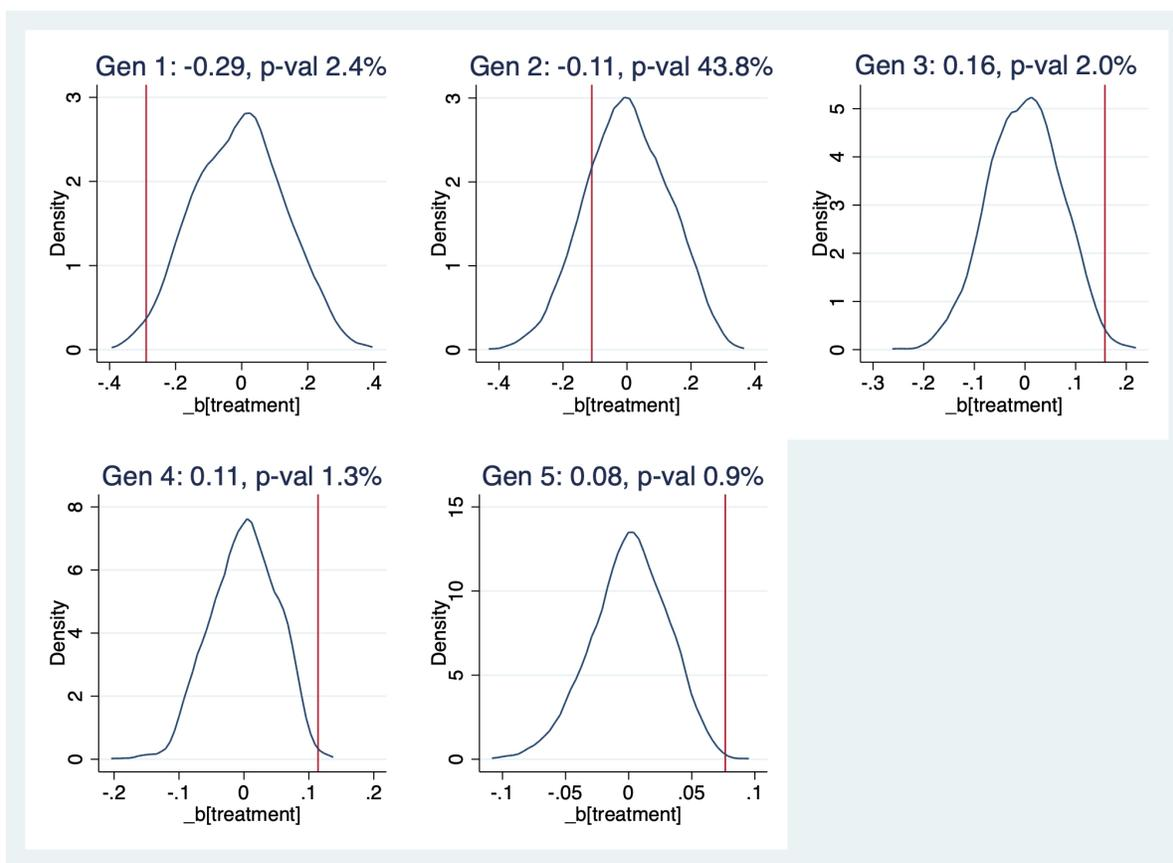 Gen 1: -0.29, p-val 2.4%
Density
3
2
1
0
-.4 -.2 0 .2 .4
_b[treatment]
Gen 2: -0.11, p-val 43.8%
Density
3
2
1
0
-.4 -.2 0 .2 .4
_b[treatment]
Gen 3: 0.16, p-val 2.0%
Density
5
4
3
2
1
0
-.3 -.2 -.1 0 .1 .2
_b[treatment]
Gen 4: 0.11, p-val 1.3%
Density
8
6
4
2
0
-.2 -.1 0 .1 .2
_b[treatment]
Gen 5: 0.08, p-val 0.9%
Density
15
10
5
0
-.1 -.05 0 .05 .1
_b[treatment]